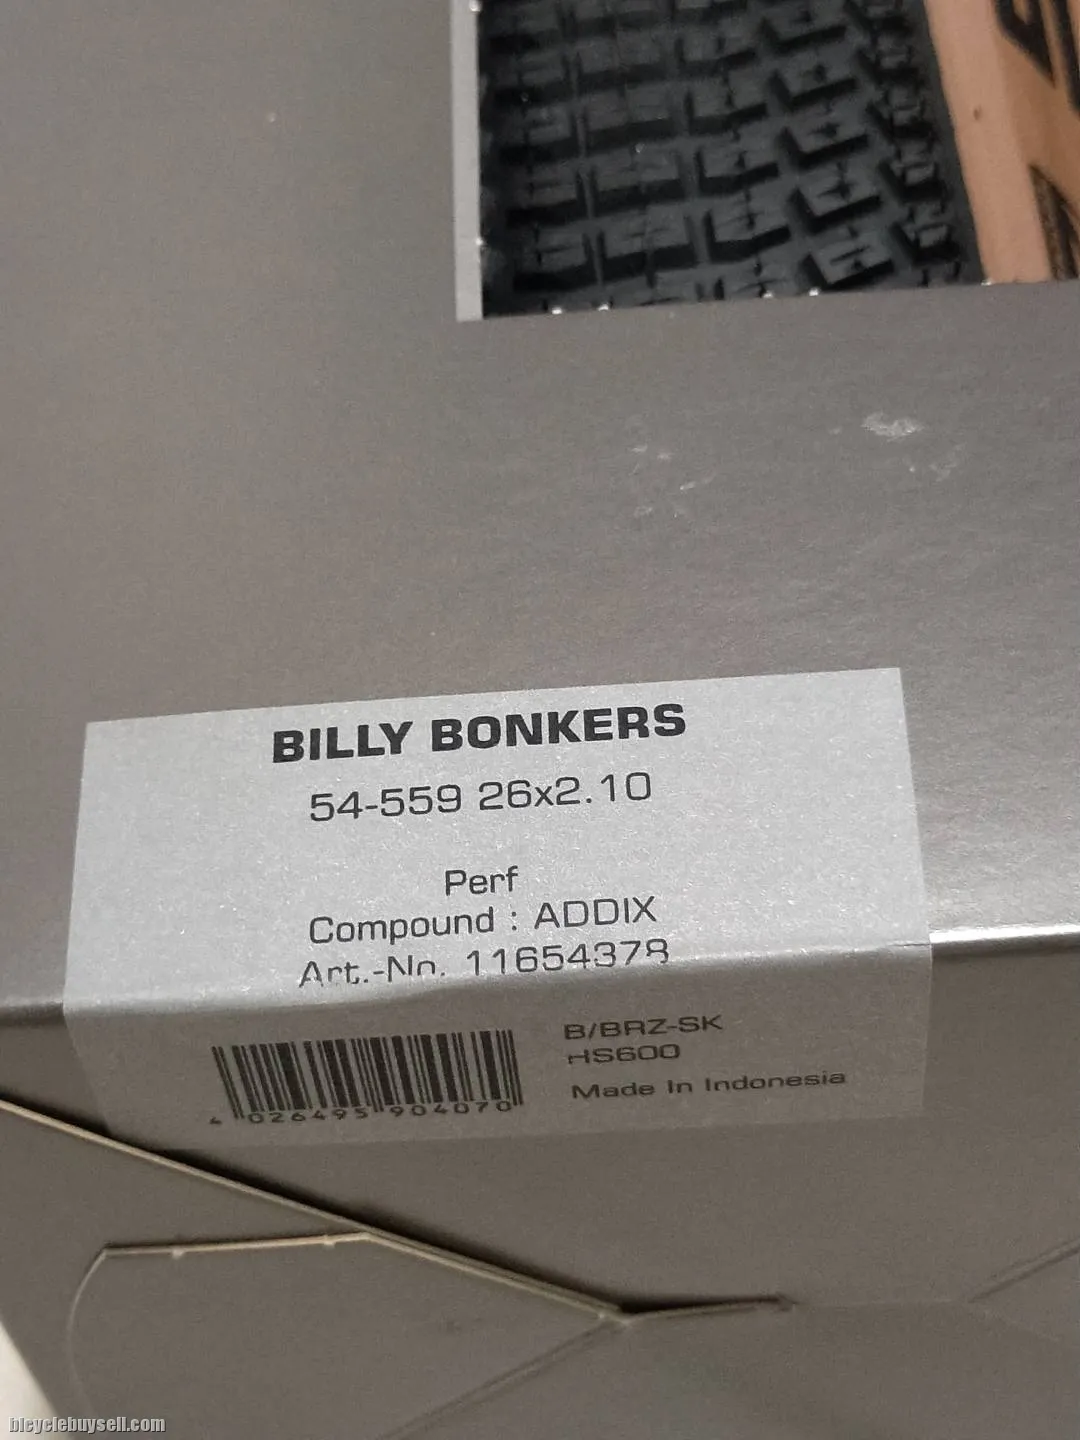 BILLY BONKERS
54-559 26x2.10
Perf
Compound : ADDIX
Art.-No. 11654378
B/BRZ-SK
HS600
Made In Indonesia
4 026495 904070
bicyclebuysell.com